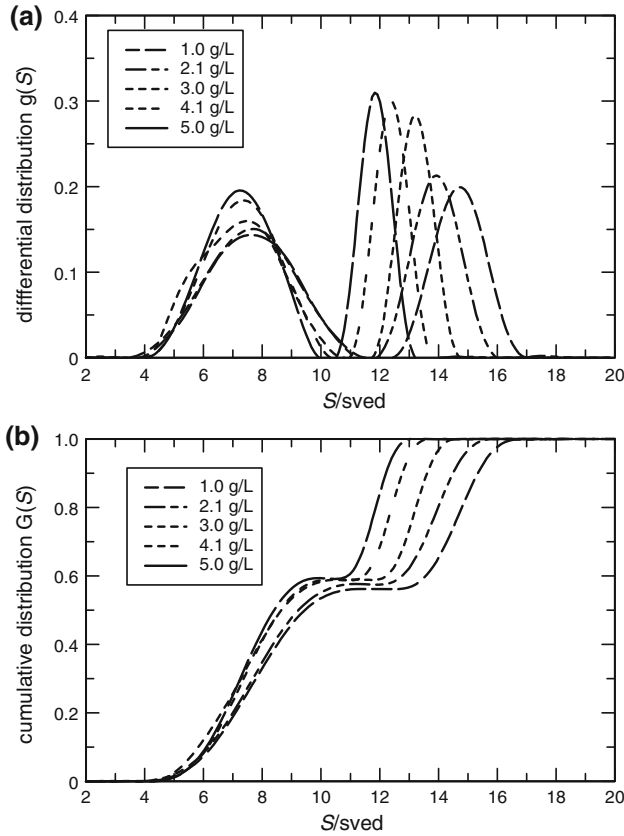 (a)
0.4
0.3
0.2
0.1
0
differential distribution g(S)
1.0 g/L
2.1 g/L
3.0 g/L
4.1 g/L
5.0 g/L
2 4 6 8 10 12 14 16 18 20
S/sved
(b)
1.0
0.8
0.6
0.4
0.2
0
cumulative distribution G(S)
1.0 g/L
2.1 g/L
3.0 g/L
4.1 g/L
5.0 g/L
2 4 6 8 10 12 14 16 18 20
S/sved